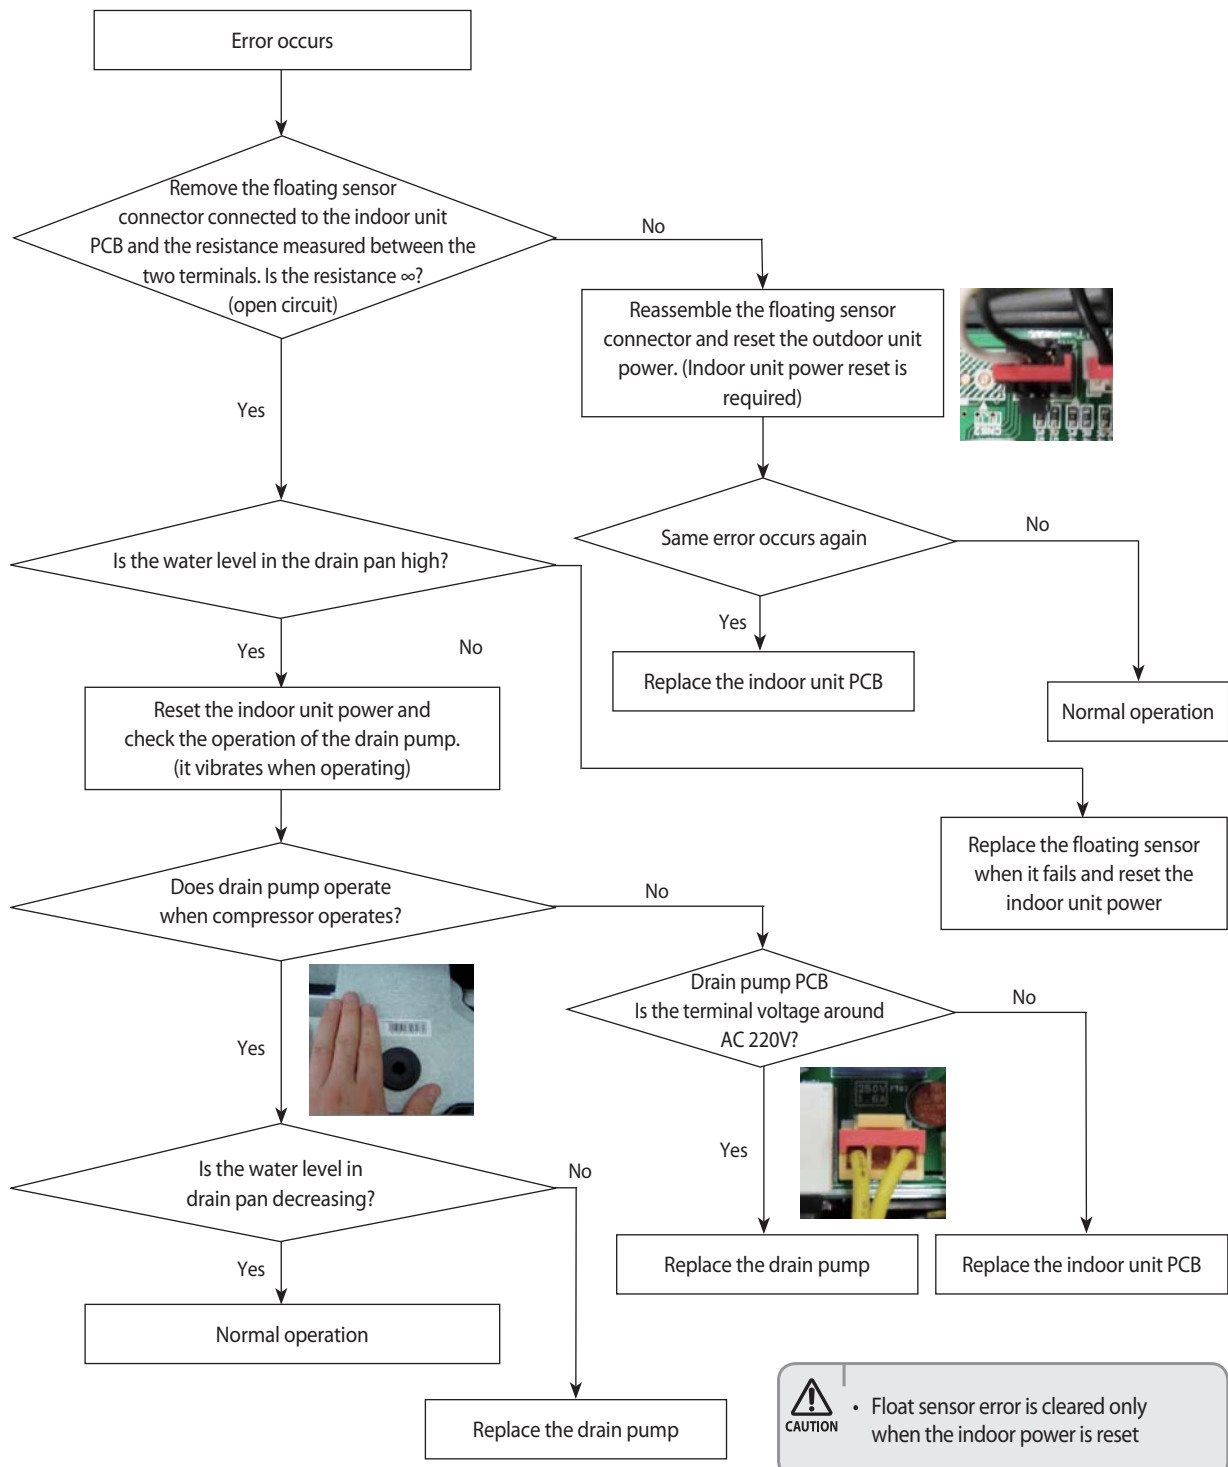 Error occurs
Remove the floating sensor
connector connected to the indoor unit
PCB and the resistance measured between the
two terminals. Is the resistance ∞?
(open circuit)
No
Reassemble the floating sensor
connector and reset the outdoor unit
power. (Indoor unit power reset is
required)
Yes
Same error occurs again
No
Is the water level in the drain pan high?
Yes
Yes
No
Replace the indoor unit PCB
Normal operation
Reset the indoor unit power and
check the operation of the drain pump.
(it vibrates when operating)
Replace the floating sensor
when it fails and reset the
indoor unit power
Does drain pump operate
when compressor operates?
No
Drain pump PCB
Is the terminal voltage around
AC 220V?
No
Yes
250V
1.6A
Yes
Is the water level in
drain pan decreasing?
No
Replace the drain pump
Replace the indoor unit PCB
Yes
Normal operation
Replace the drain pump
CAUTION
• Float sensor error is cleared only
when the indoor power is reset